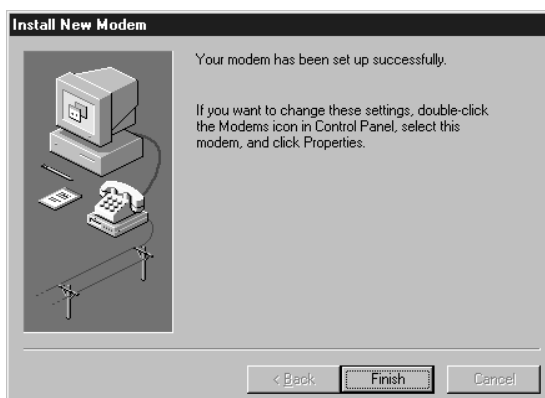 Install New Modem
Your modem has been set up successfully.
If you want to change these settings, double-click
the Modems icon in Control Panel, select this
modem, and click Properties.
< Back
Finish
Cancel